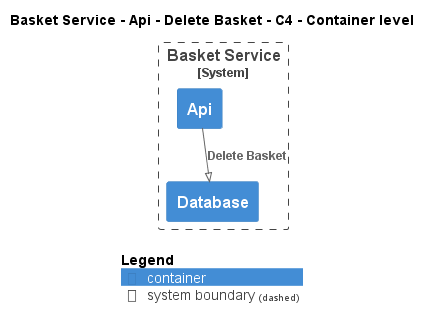 Basket Service - Api - Delete Basket - C4 - Container level
Basket Service
[System]
Api
Delete Basket
Database
Legend
container
system boundary (dashed)